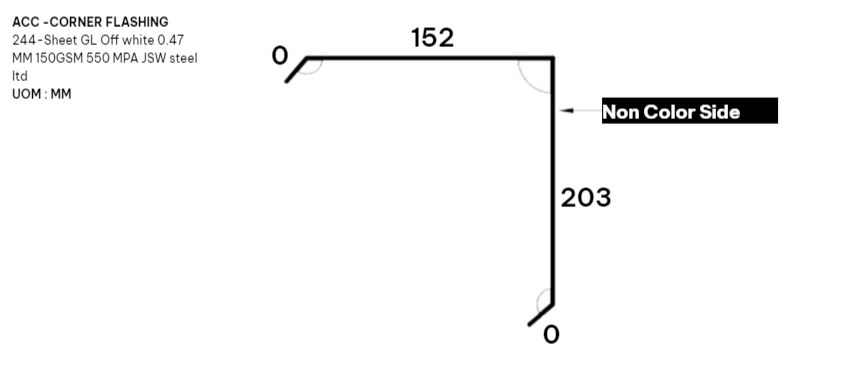 ACC -CORNER FLASHING
244-Sheet GL Off white 0.47
MM 150GSM 550 MPA JSW steel
ltd
UOM : MM
0
152
Non Color Side
203
0